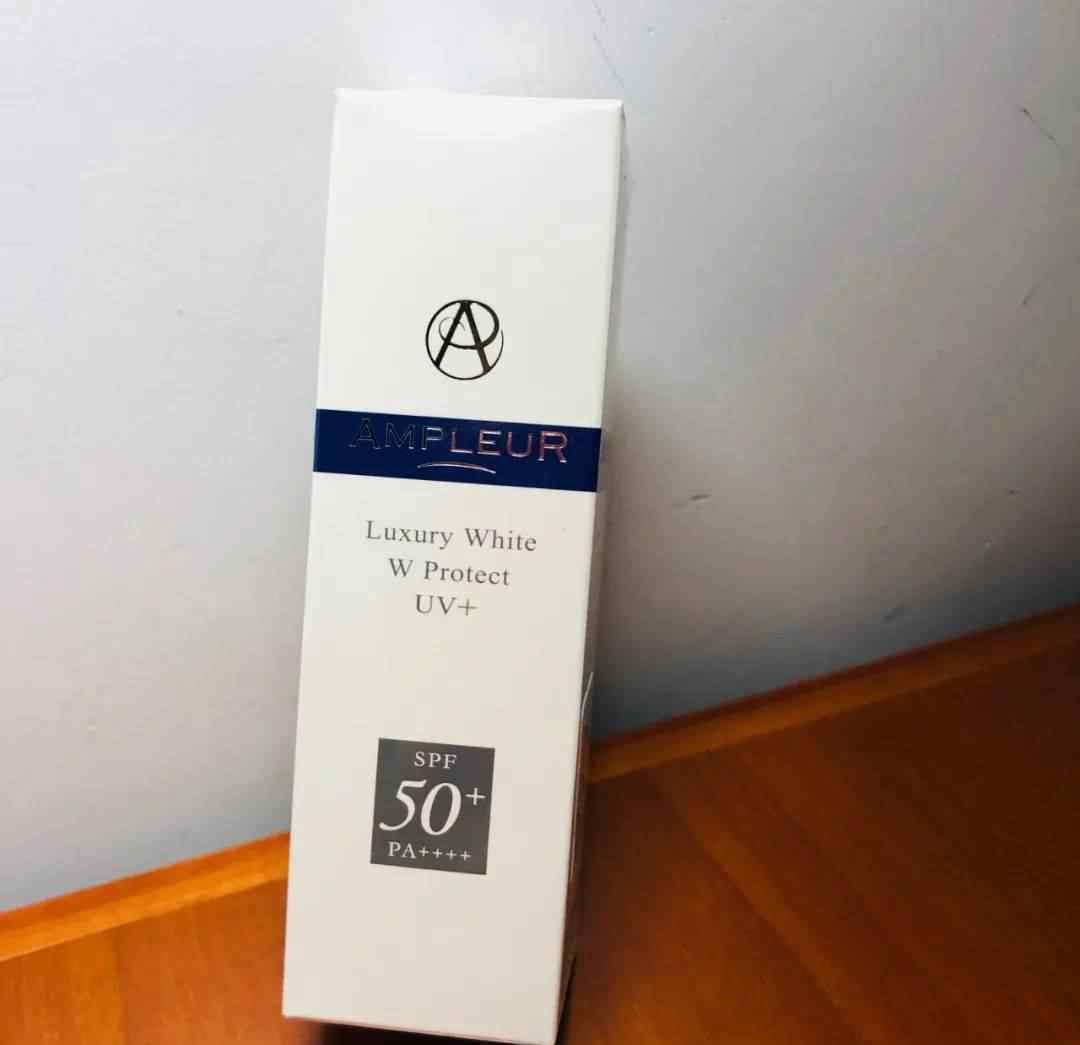 AMPLEUR
Luxury White
W Protect
UV+
SPF
50+
PA++++